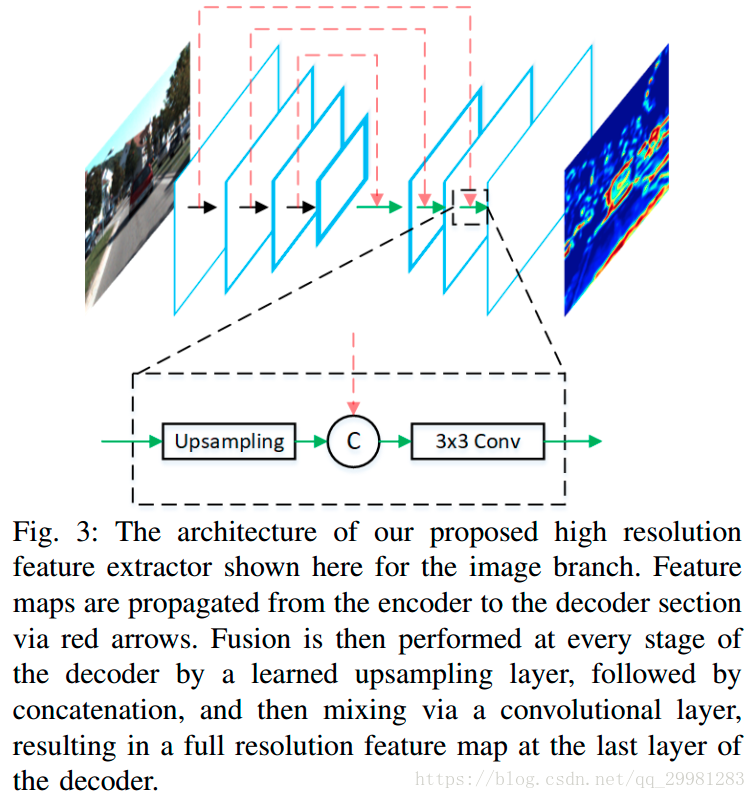 Upsampling
C
3x3 Conv
Fig. 3: The architecture of our proposed high resolution
feature extractor shown here for the image branch. Feature
maps are propagated from the encoder to the decoder section
via red arrows. Fusion is then performed at every stage of
the decoder by a learned upsampling layer, followed by
concatenation, and then mixing via a convolutional layer,
resulting in a full resolution feature map at the last layer of
the decoder.
https://blog.csdn.net/qq_29981283